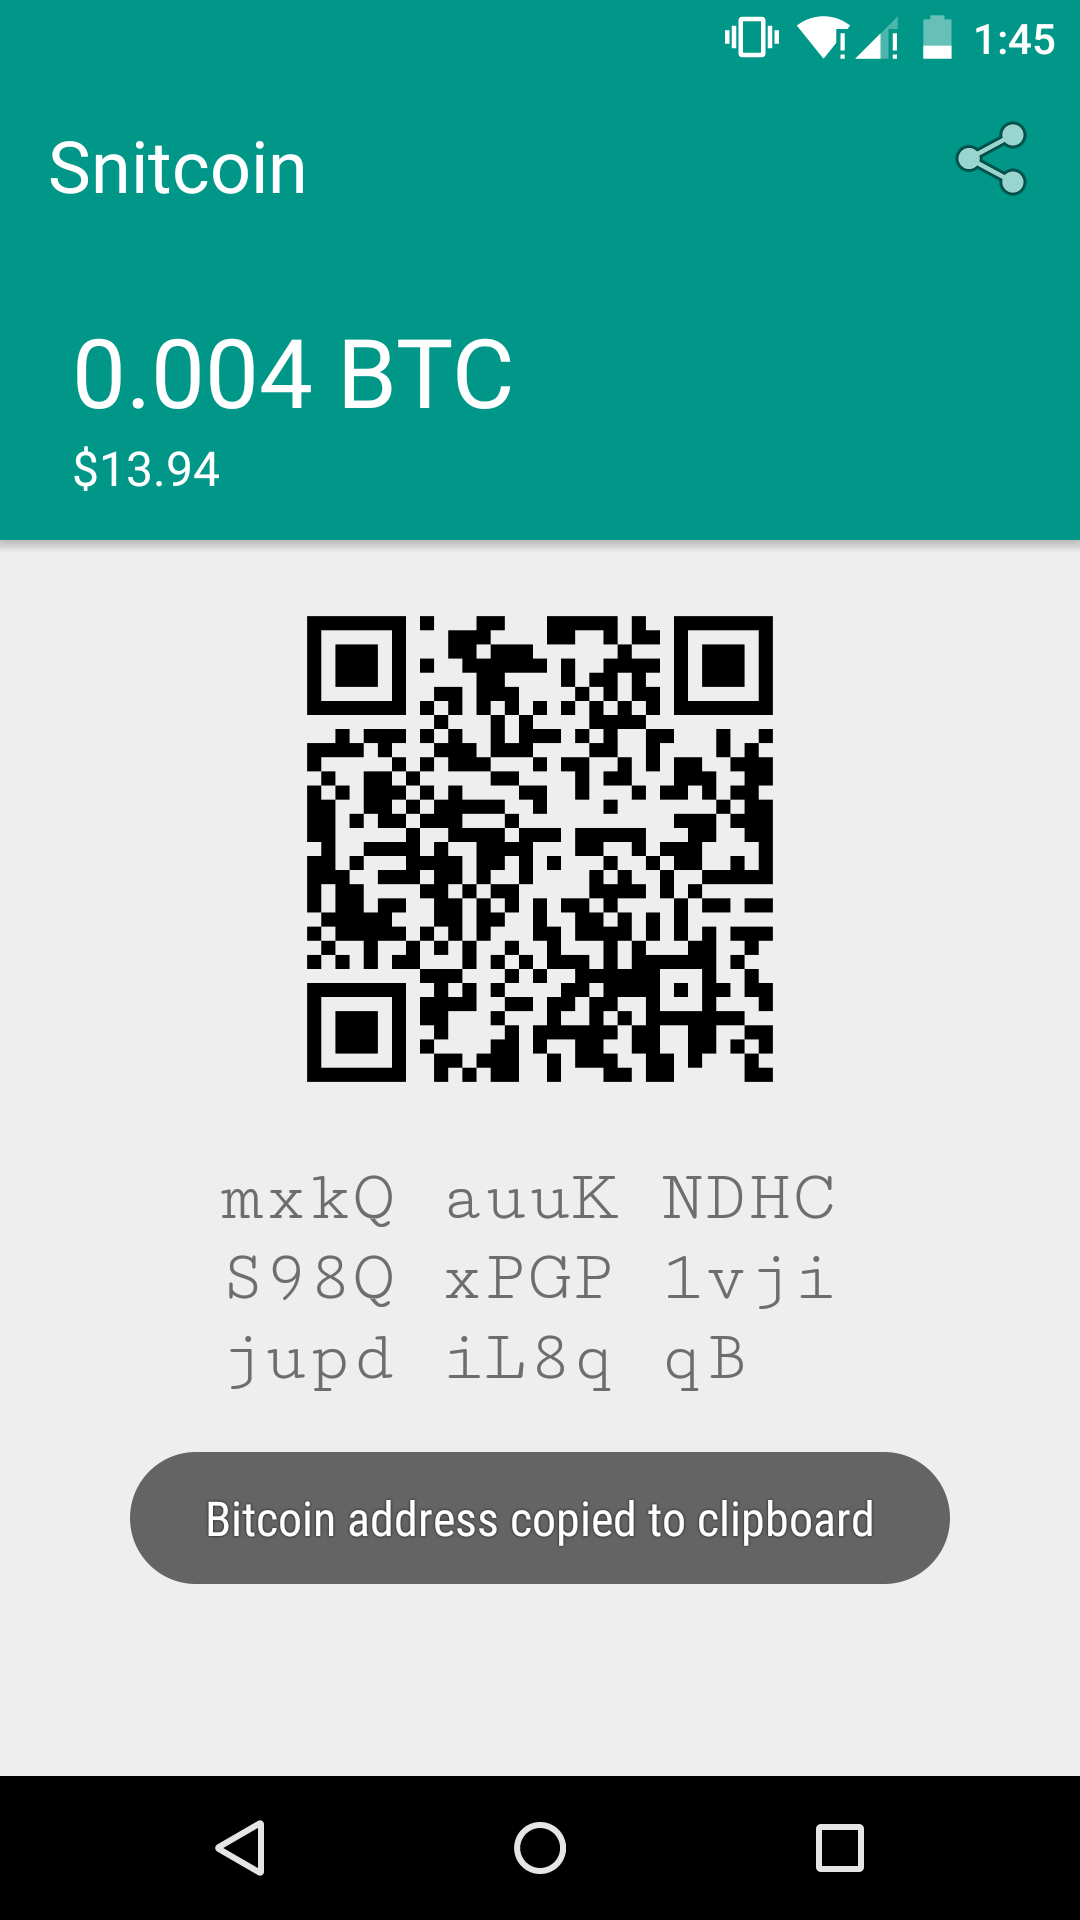 1:45
Snitcoin
0.004 BTC
$13.94
mxkQ auuK NDHC
S98Q xPGP 1vji
jupd iL8q qB
Bitcoin address copied to clipboard